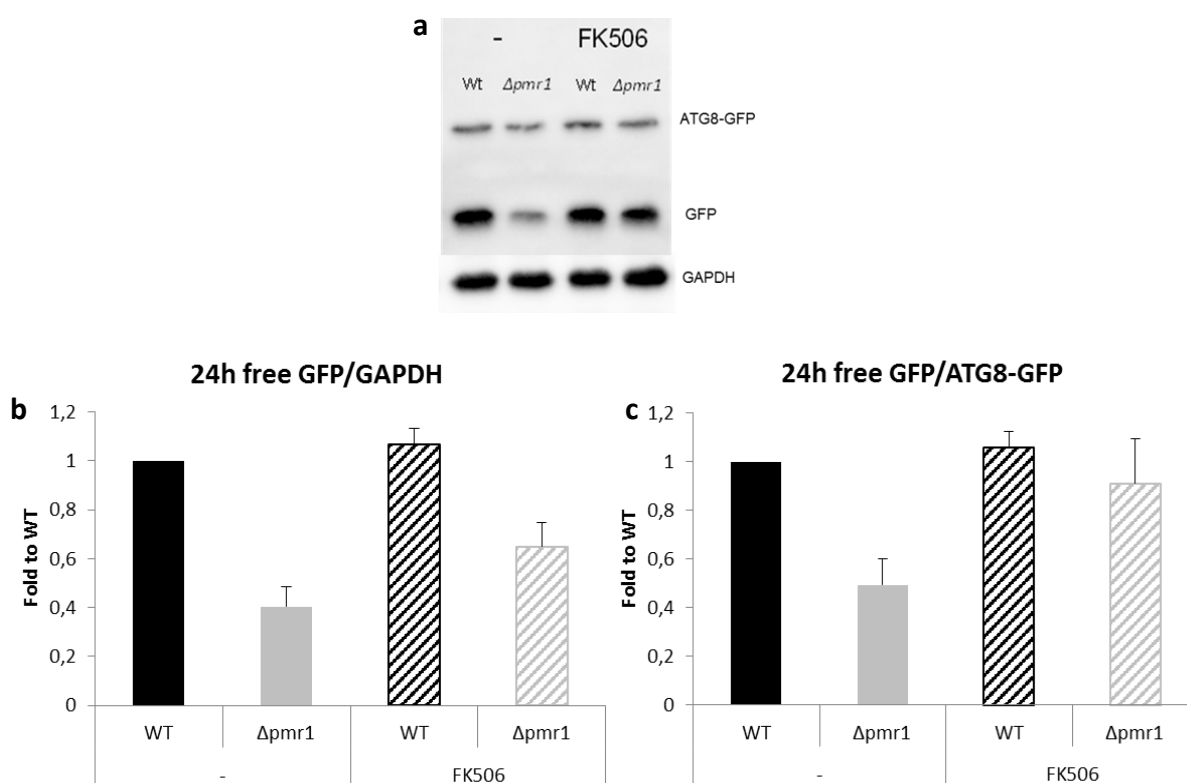 a
- FK506
Wt Δpmr1 Wt Δpmr1
ATG8-GFP
GFP
GAPDH
b
24h free GFP/GAPDH
Fold to WT
1,2
1
0,8
0,6
0,4
0,2
0
WT Δpmr1 WT Δpmr1
- FK506
c
24h free GFP/ATG8-GFP
Fold to WT
1,2
1
0,8
0,6
0,4
0,2
0
WT Δpmr1 WT Δpmr1
- FK506